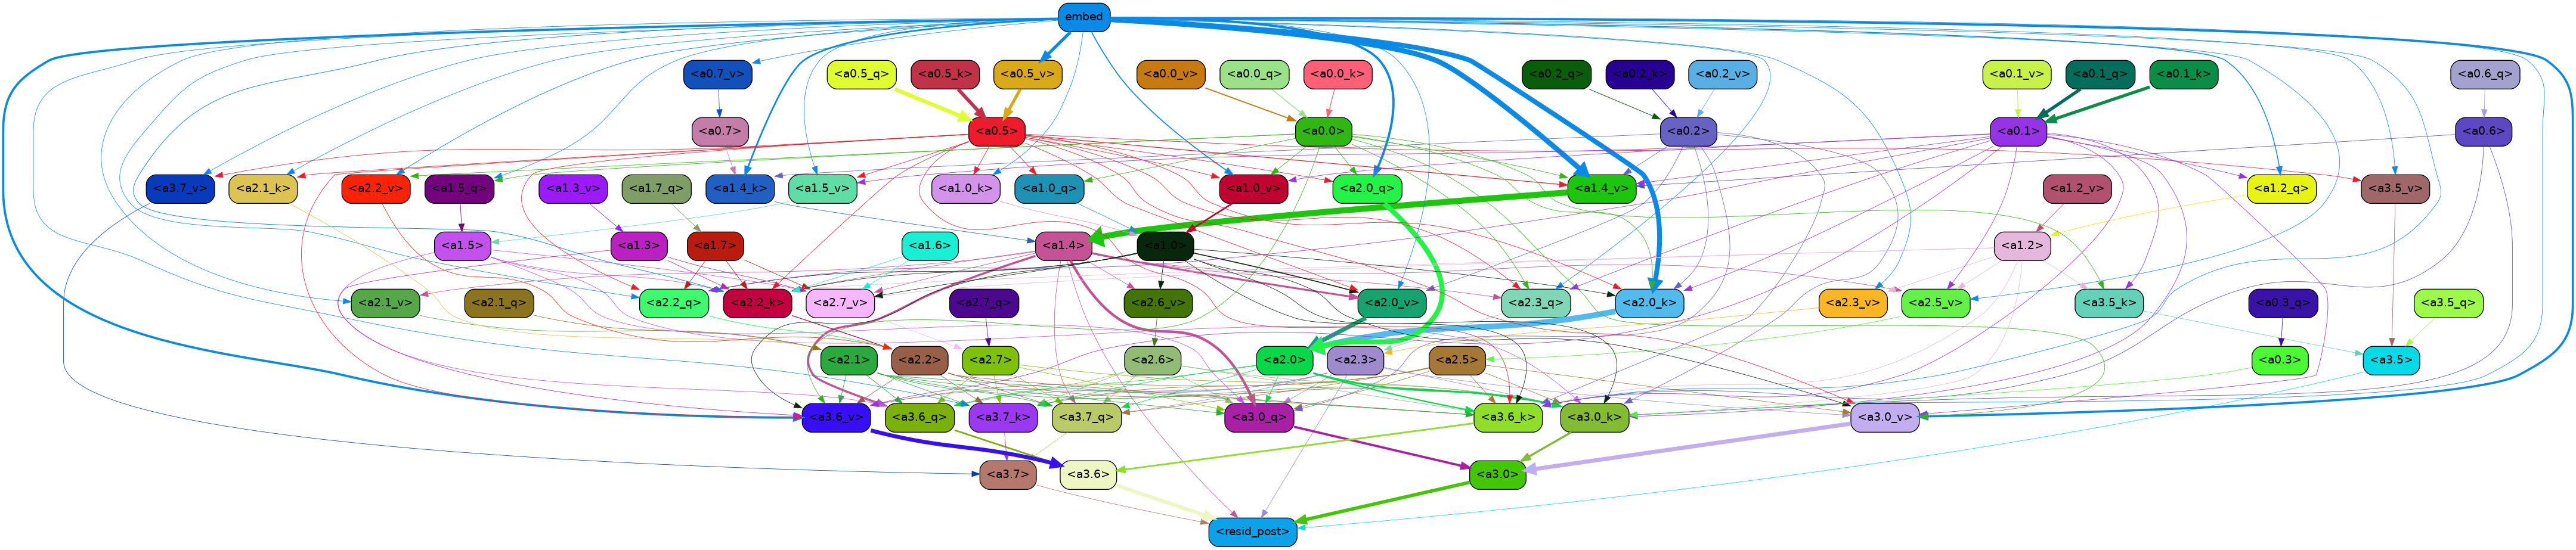 embed
<a0.7_v> <a0.5_q> <a0.5_k> <a0.5_v> <a0.0_v> <a0.0_q> <a0.0_k> <a0.2_q> <a0.2_k> <a0.2_v> <a0.1_v> <a0.1_q> <a0.1_k> <a0.6_q>
<a0.7> <a0.5> <a0.0> <a0.2> <a0.1> <a0.6>
<a3.7_v> <a2.1_k> <a2.2_v> <a1.5_q> <a1.3_v> <a1.7_q> <a1.4_k> <a1.5_v> <a1.0_k> <a1.0_q> <a1.0_v> <a2.0_q> <a1.4_v> <a1.2_v> <a1.2_q> <a3.5_v>
<a1.5> <a1.3> <a1.7> <a1.6> <a1.4> <a1.0> <a1.2>
<a2.1_v> <a2.1_q> <a2.2_q> <a2.2_k> <a2.7_v> <a2.7_q> <a2.6_v> <a2.0_v> <a2.3_q> <a2.0_k> <a2.3_v> <a2.5_v> <a3.5_k> <a0.3_q> <a3.5_q>
<a2.1> <a2.2> <a2.7> <a2.6> <a2.0> <a2.3> <a2.5> <a0.3> <a3.5>
<a3.6_v> <a3.6_q> <a3.7_k> <a3.7_q> <a3.0_q> <a3.6_k> <a3.0_k> <a3.0_v>
<a3.7> <a3.6> <a3.0>
<resid_post>